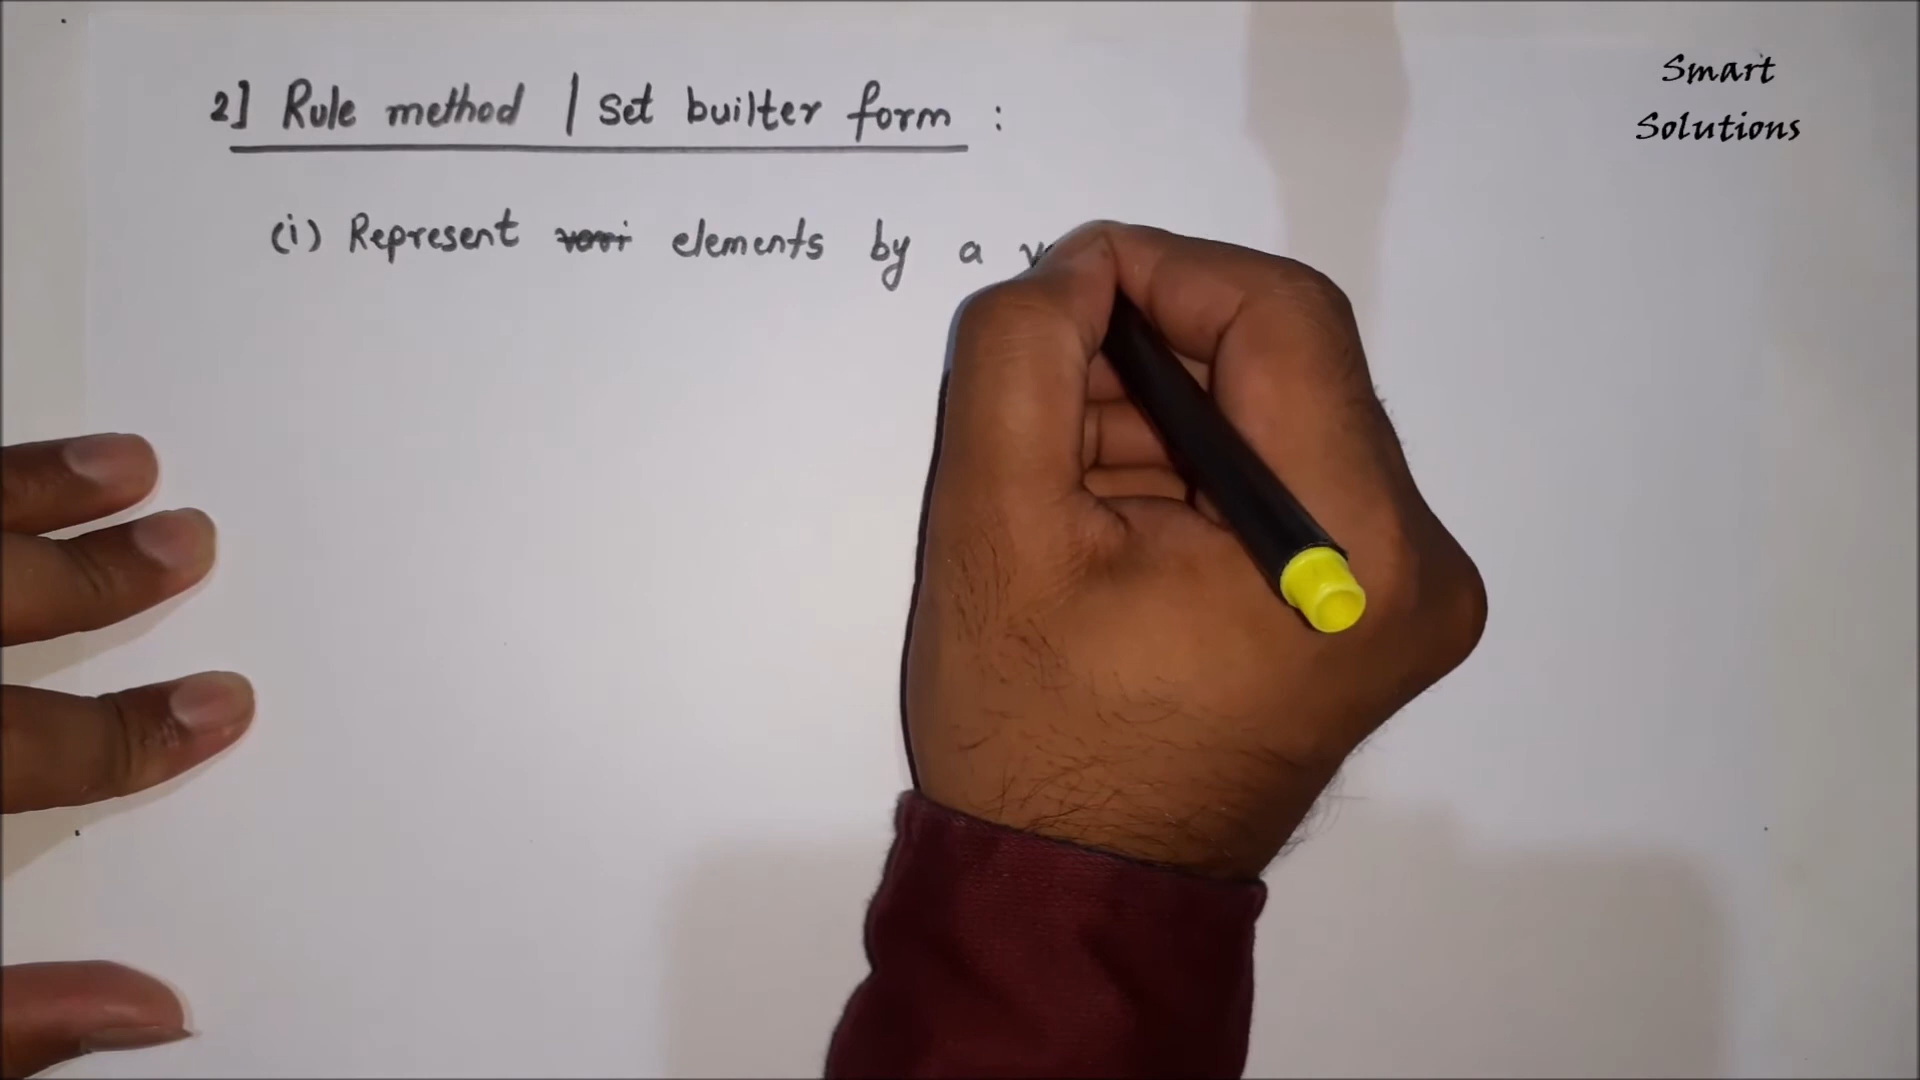 2] Rule method | Set builter form :
(i) Represent elements by a
Smart
Solutions